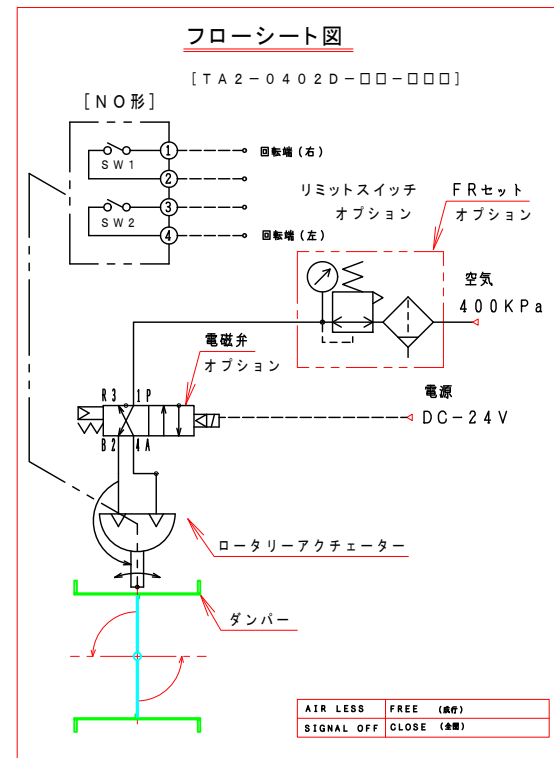 フローシート図
[TA2-0402D-□□-□□□]
[NO形]
SW1
1
2
SW2
3
4
回転端(右)
回転端(左)
リミットスイッチ
オプション
FRセット
オプション
空気
400KPa
電磁弁
オプション
電源
DC-24V
R3 1P
B2 4A
ロータリーアクチェーター
ダンパー
AIR LESS FREE
SIGNAL OFF CLOSE (全閉)